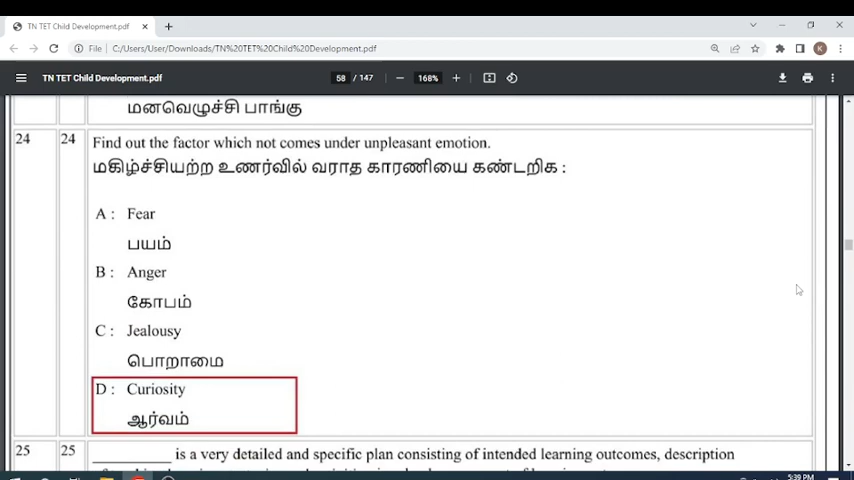 TN TET Child Development.pdf
File
C:/Users/User/Downloads/TN%20TET%20Child%20Development.pdf
K
TN TET Child Development.pdf
58 / 147
168%
மனவெழுச்சி பாங்கு
24 24 Find out the factor which not comes under unpleasant emotion.
மகிழ்ச்சியற்ற உணர்வில் வராத காரணியை கண்டறிக :
A : Fear
பயம்
B : Anger
கோபம்
C : Jealousy
பொறாமை
D : Curiosity
ஆர்வம்
25 25 __________ is a very detailed and specific plan consisting of intended learning outcomes, description
5:39 PM